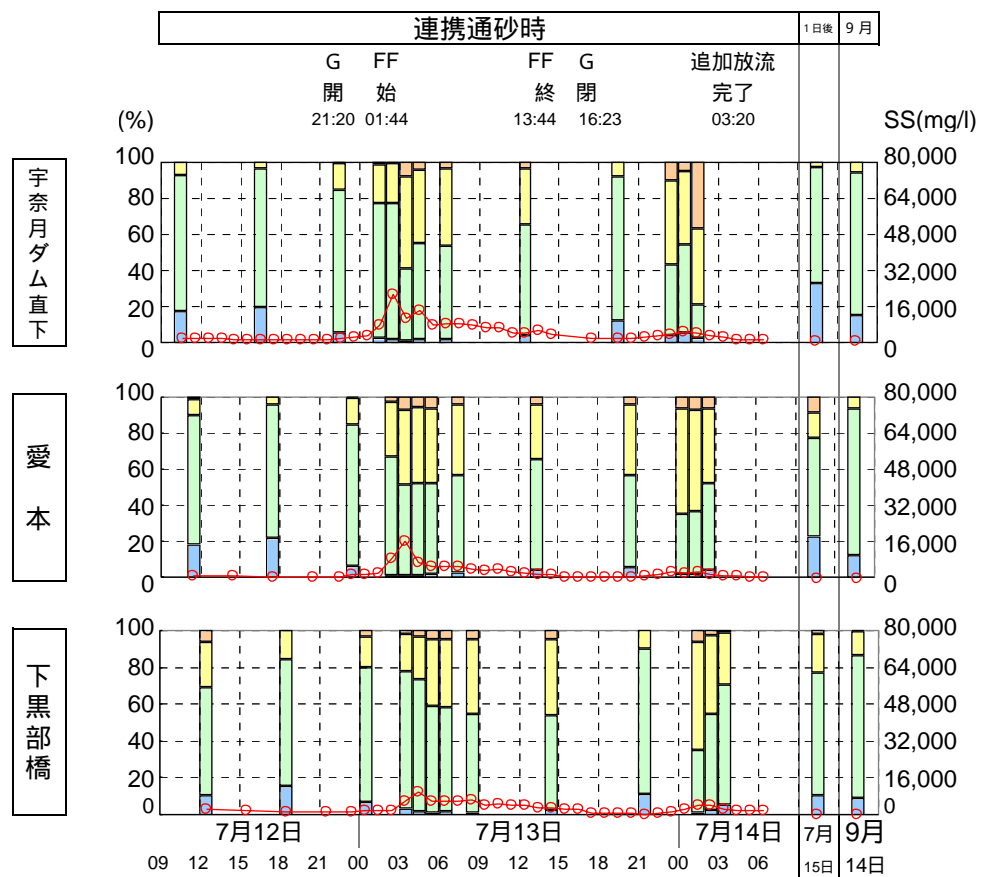 連携通砂時 1日後 9月
G FF FF G 追加放流
開 始 終 閉 完了
21:20 01:44 13:44 16:23 03:20
(%) SS(mg/l)
宇奈月ダム直下
100 80,000
80 64,000
60 48,000
40 32,000
20 16,000
0 0
愛本
100 80,000
80 64,000
60 48,000
40 32,000
20 16,000
0 0
下黒部橋
100 80,000
80 64,000
60 48,000
40 32,000
20 16,000
0 0
7月12日 7月13日 7月14日 7月 9月
09 12 15 18 21 00 03 06 09 12 15 18 21 00 03 06 15日 14日